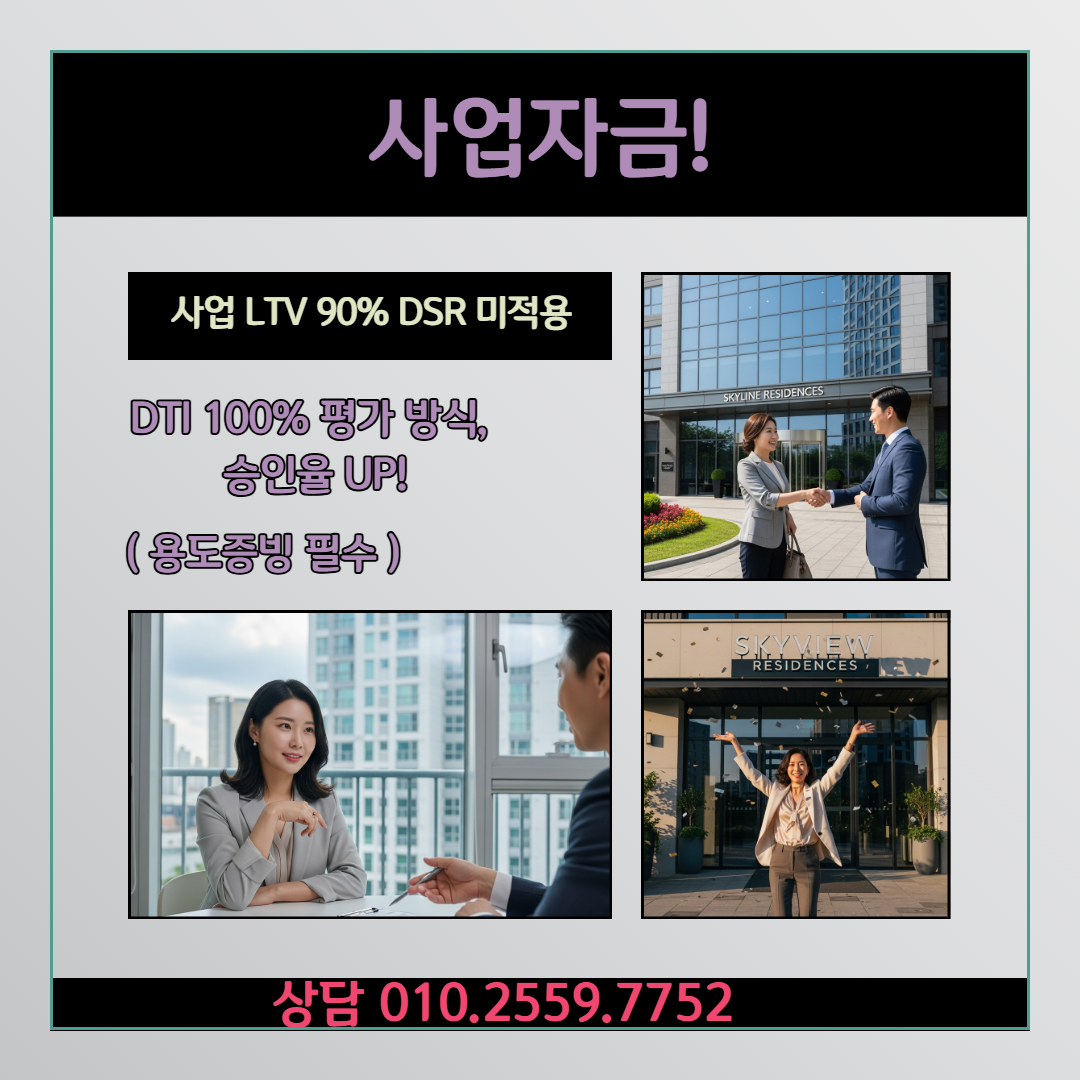 사업자금!
사업 LTV 90% DSR 미적용
DTI 100% 평가 방식,
승인율 UP!
( 용도증빙 필수 )
SKYLINE RESIDENCES
SKYVIEW
RESIDENCES
상담 010.2559.7752